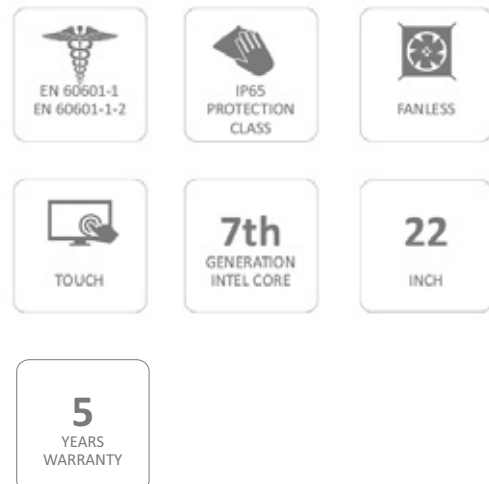 EN 60601-1
EN 60601-1-2
IP65
PROTECTION
CLASS
FANLESS
TOUCH
7th
GENERATION
INTEL CORE
22
INCH
5
YEARS
WARRANTY